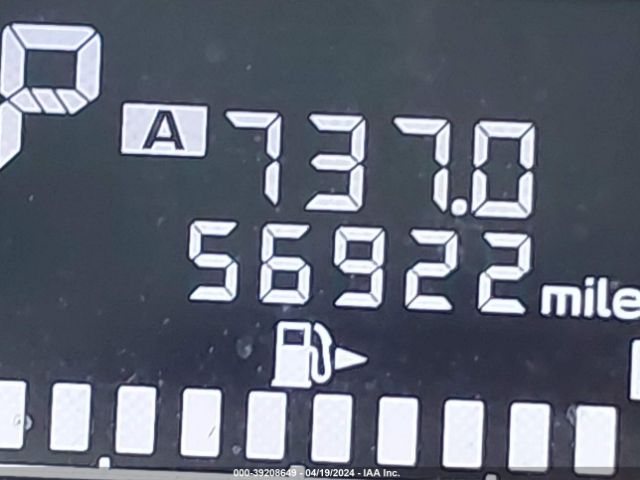 P
A 737.0
56922 mile
000-39208649 - 04/19/2024 - IAA Inc.